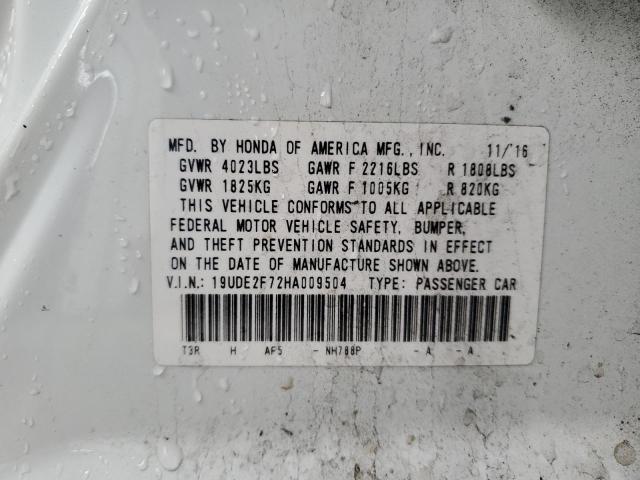 MFD. BY HONDA OF AMERICA MFG., INC. 11/'16
GVWR 4023LBS GAWR F 2216LBS R 1808LBS
GVWR 1825KG GAWR F 1005KG R 820KG
THIS VEHICLE CONFORMS TO ALL APPLICABLE
FEDERAL MOTOR VEHICLE SAFETY, BUMPER,
AND THEFT PREVENTION STANDARDS IN EFFECT
ON THE DATE OF MANUFACTURE SHOWN ABOVE.
V.I.N.: 19UDE2F72HA009504 TYPE: PASSENGER CAR
T3R H AF5 - NH788P - A - A